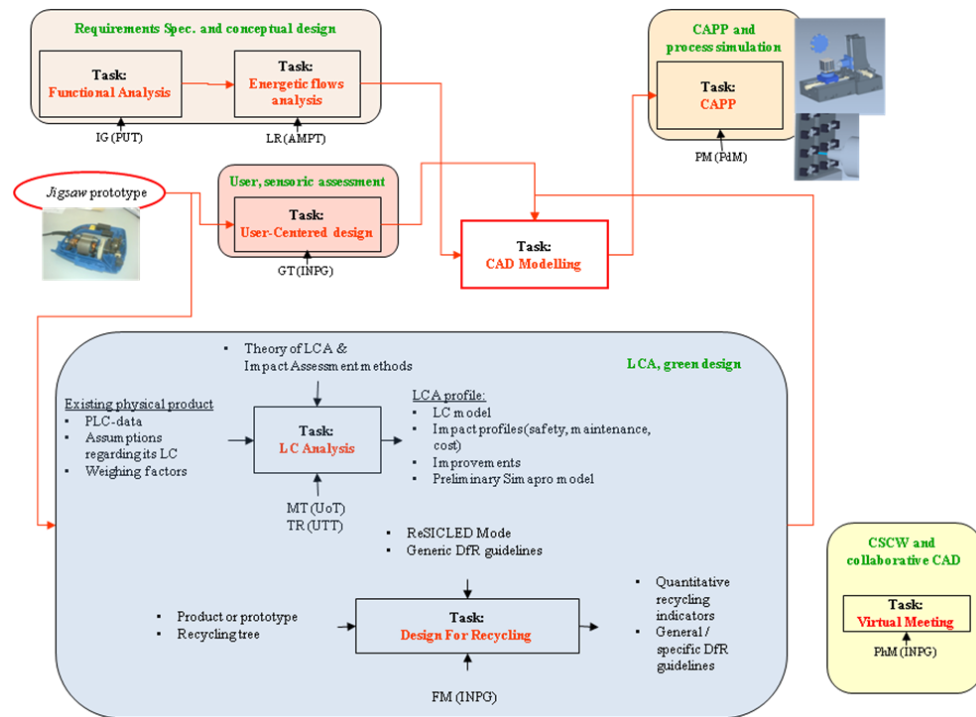 Requirements Spec. and conceptual design
Task:
Functional Analysis
Task:
Energetic flows
analysis
IG (PUT)
LR (AMPT)
CAPP and
process simulation
Task:
CAPP
PM (PdM)
Jigsaw prototype
User, sensoric assessment
Task:
User-Centered design
GT (INPG)
Task:
CAD Modelling
LCA, green design
▪ Theory of LCA &
Impact Assessment methods
Existing physical product
▪ PLC-data
▪ Assumptions
regarding its LC
▪ Weighing factors
Task:
LC Analysis
LCA profile:
▪ LC model
▪ Impact profiles (safety, maintenance,
cost)
▪ Improvements
▪ Preliminary Simapro model
MT (UoT)
TR (UTT)
▪ ReSICLED Mode
▪ Generic DfR guidelines
▪ Product or prototype
▪ Recycling tree
Task:
Design For Recycling
▪ Quantitative
recycling
indicators
▪ General /
specific DfR
guidelines
FM (INPG)
CSCW and
collaborative CAD
Task:
Virtual Meeting
PhM (INPG)